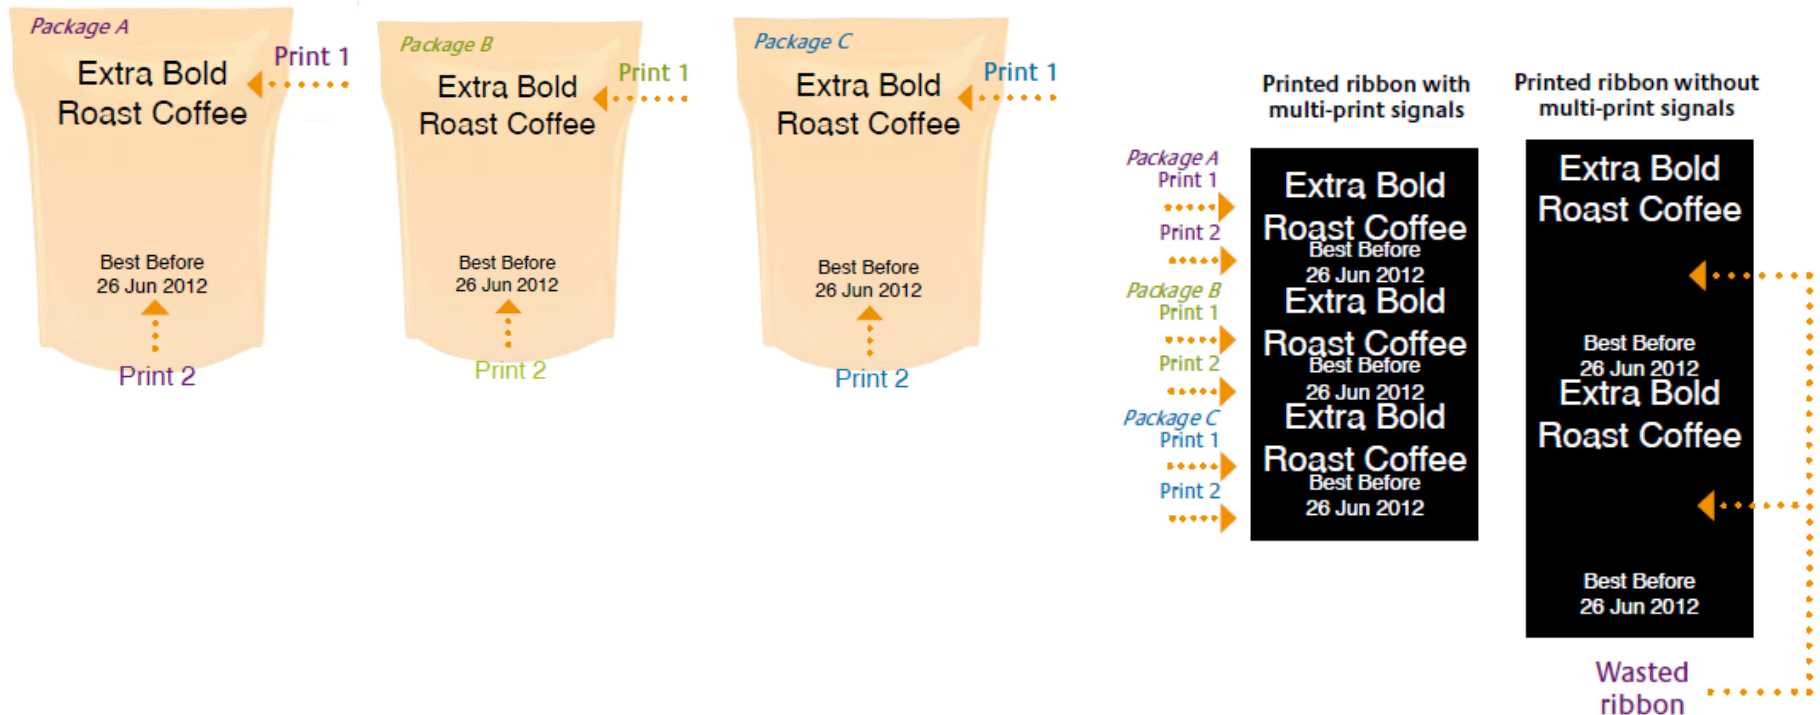 Package A
Print 1
Extra Bold
Roast Coffee
Best Before
26 Jun 2012
Print 2
Package B
Print 1
Extra Bold
Roast Coffee
Best Before
26 Jun 2012
Print 2
Package C
Print 1
Extra Bold
Roast Coffee
Best Before
26 Jun 2012
Print 2
Printed ribbon with
multi-print signals
Package A
Print 1
Print 2
Package B
Print 1
Print 2
Package C
Print 1
Print 2
Extra Bold
Roast Coffee
Best Before
26 Jun 2012
Extra Bold
Roast Coffee
Best Before
26 Jun 2012
Extra Bold
Roast Coffee
Best Before
26 Jun 2012
Printed ribbon without
multi-print signals
Extra Bold
Roast Coffee
Best Before
26 Jun 2012
Extra Bold
Roast Coffee
Best Before
26 Jun 2012
Wasted
ribbon